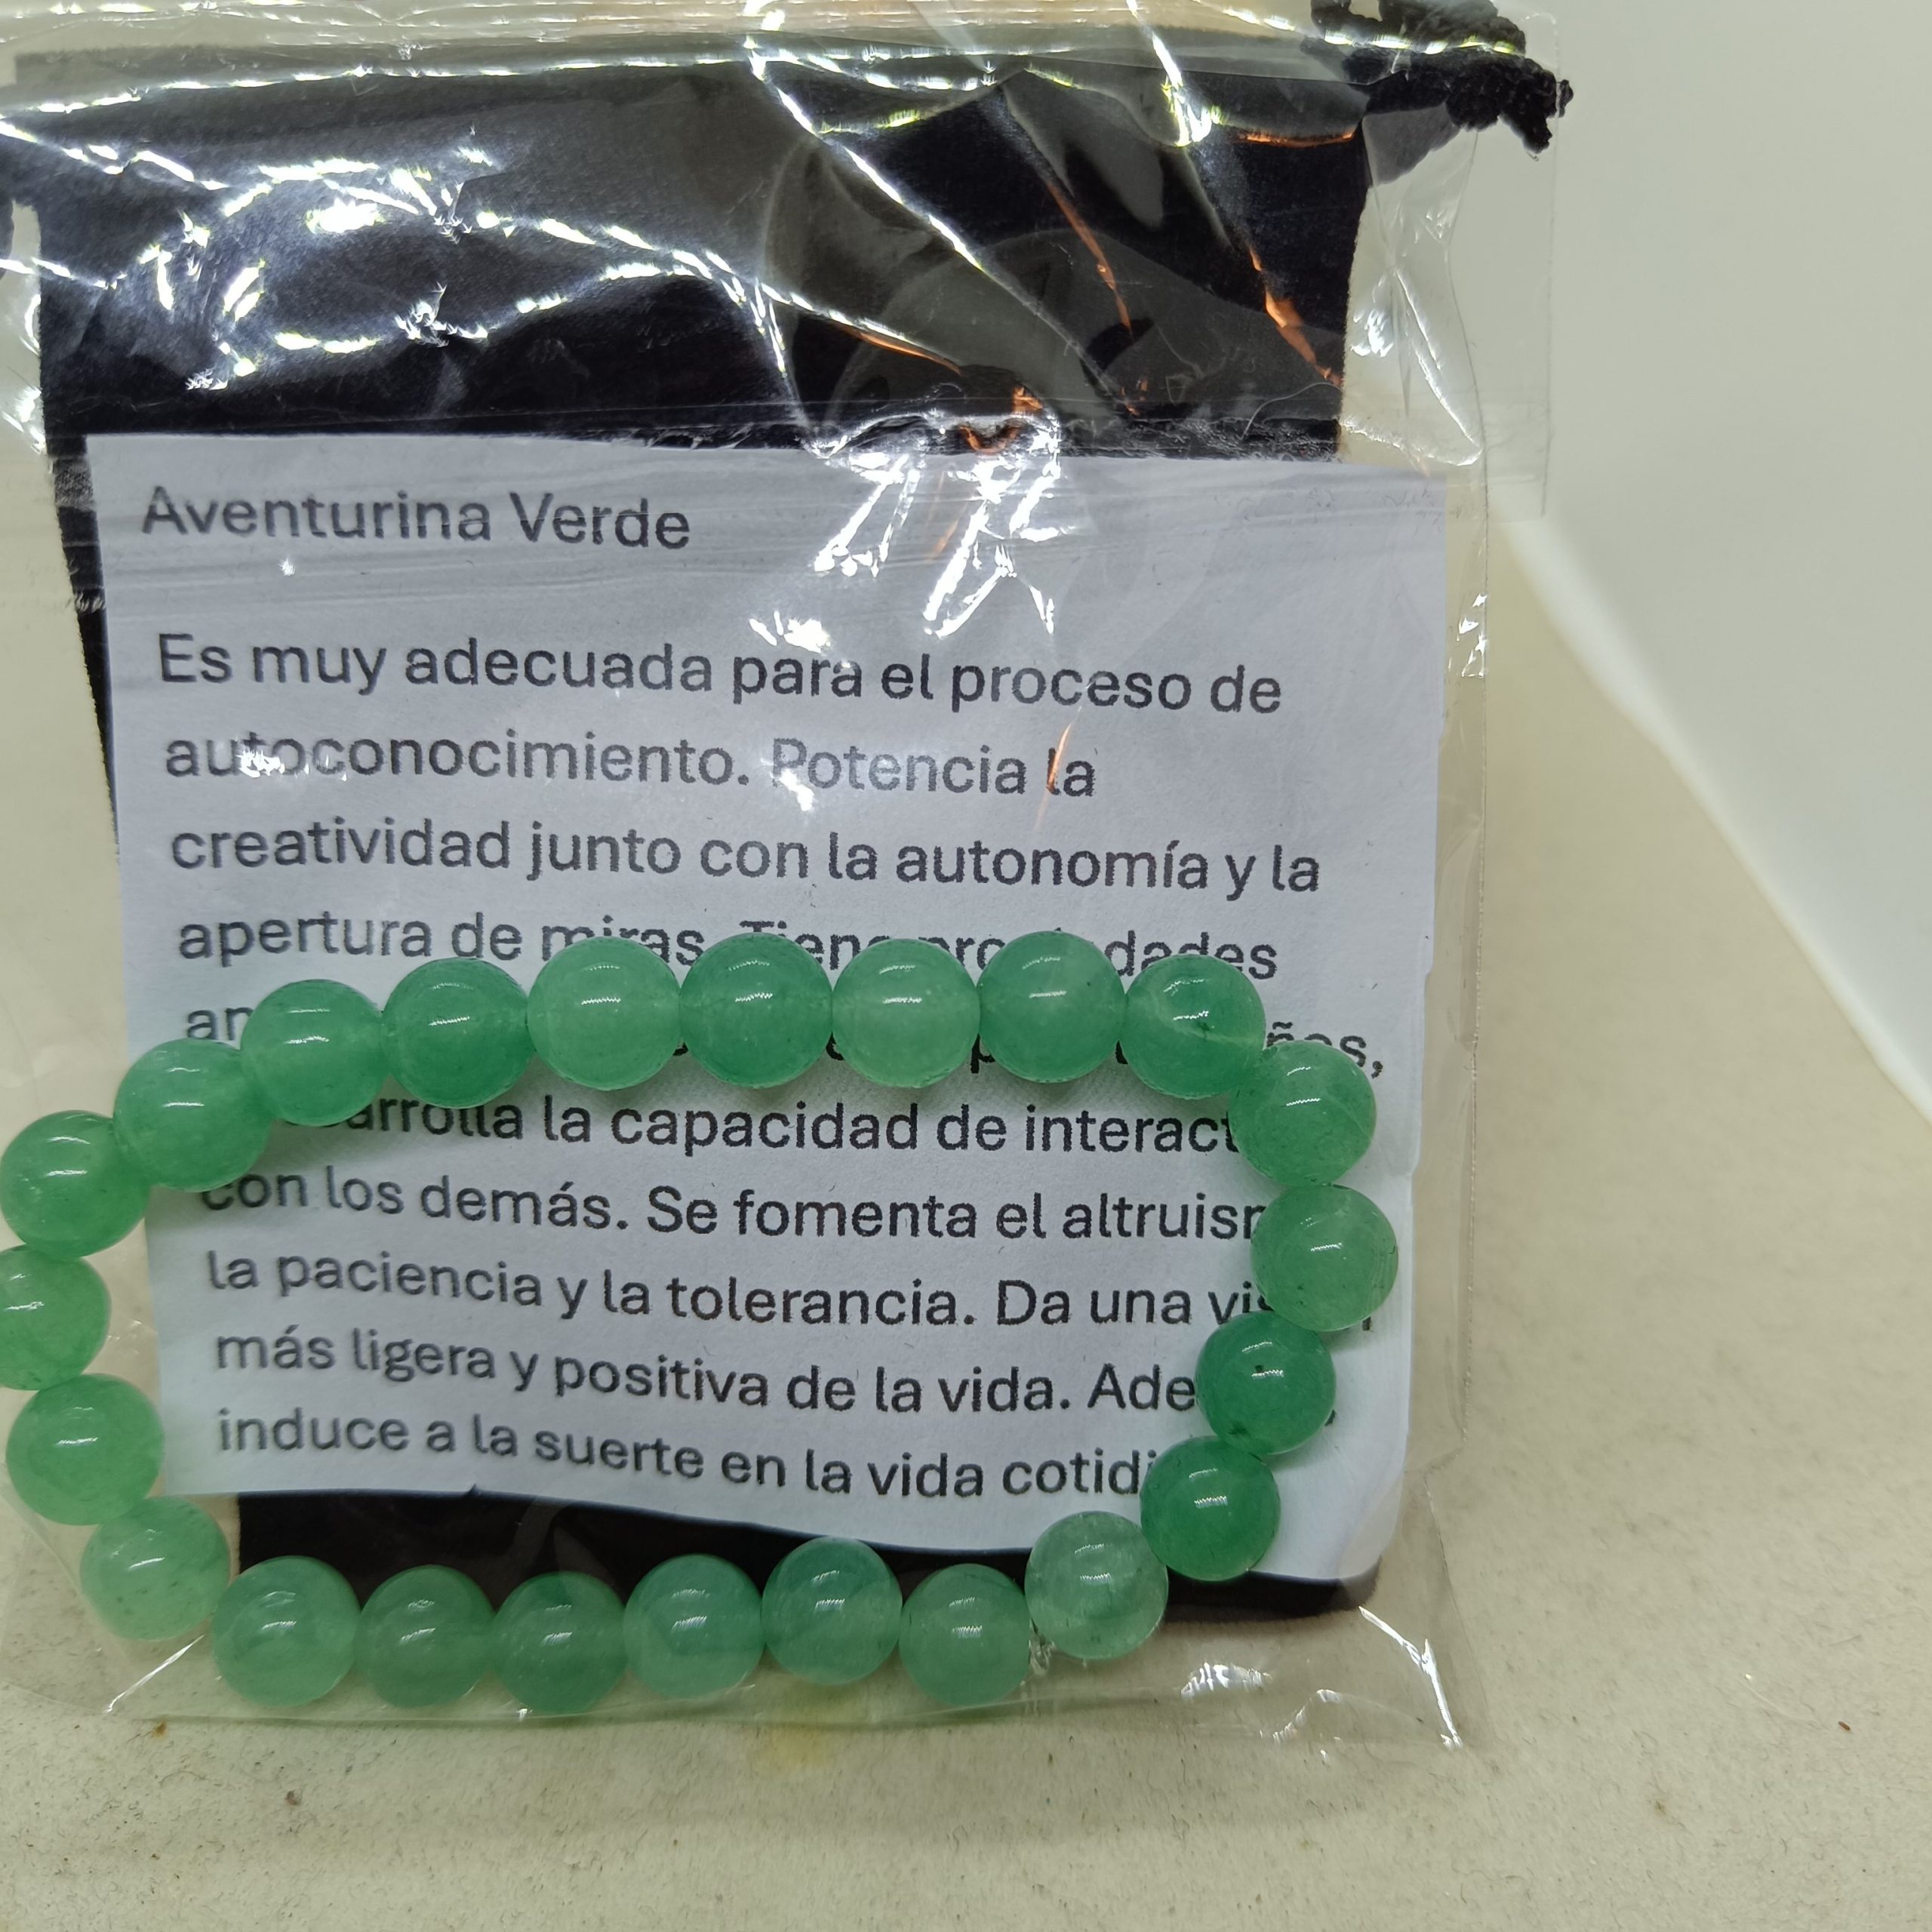 Aventurina Verde
Es muy adecuada para el proceso de
autoconocimiento. Potencia la
creatividad junto con la autonomía y la
apertura de miras.
la capacidad de
con los demás. Se fomenta el
la paciencia y la tolerancia. Da una
más ligera y positiva de la vida.
induce a la suerte en la vida